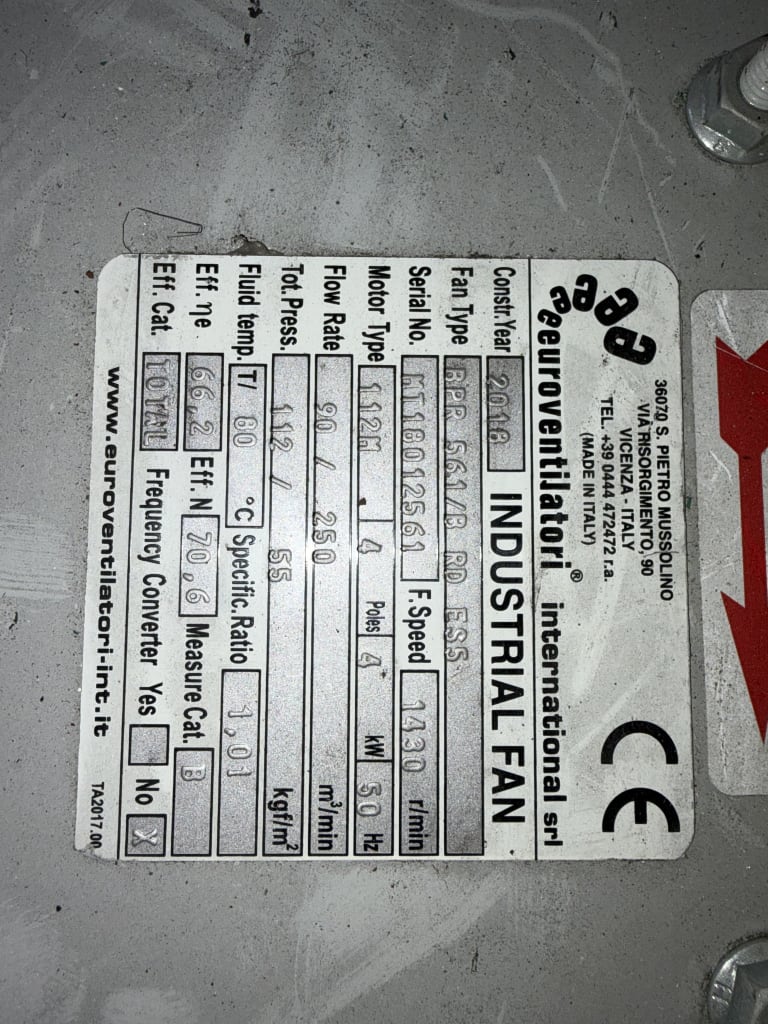 36070 S. PIETRO MUSSOLINO
VIA RISORGIMENTO, 90
VICENZA - ITALY
TEL. +39 0444 472472 r.a.
(MADE IN ITALY)
CE
euroventilatori® international srl
Constr.Year 2018 INDUSTRIAL FAN
Fan Type BPR 561/B RD ES5
Serial No. MT18012561 F.Speed 1430 r/min
Motor Type 112M 4 Poles 4 kW 50 Hz
Flow Rate 90 / 250 m³/min
Tot.Press. 112 / 55 kgf/m²
Fluid temp. T/ 80 °C Specific.Ratio 1,01
Eff. ηe 66,2 Eff. N 70,6 Measure Cat. B
Eff. Cat. TOTAL Frequency Converter Yes No X
www.euroventilatori-int.it TA2017.00